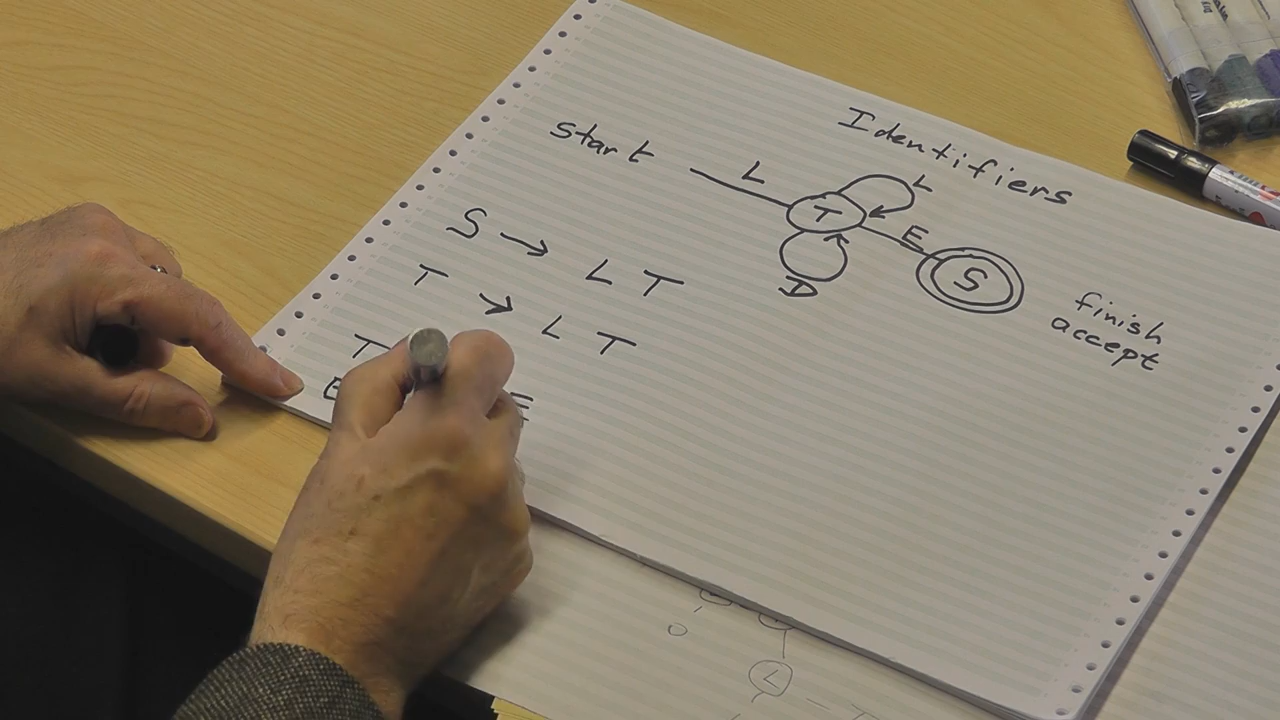 Identifiers
Start
L
T
L
D
E
S
finish
accept
S → L T
T → L T
T
E
L